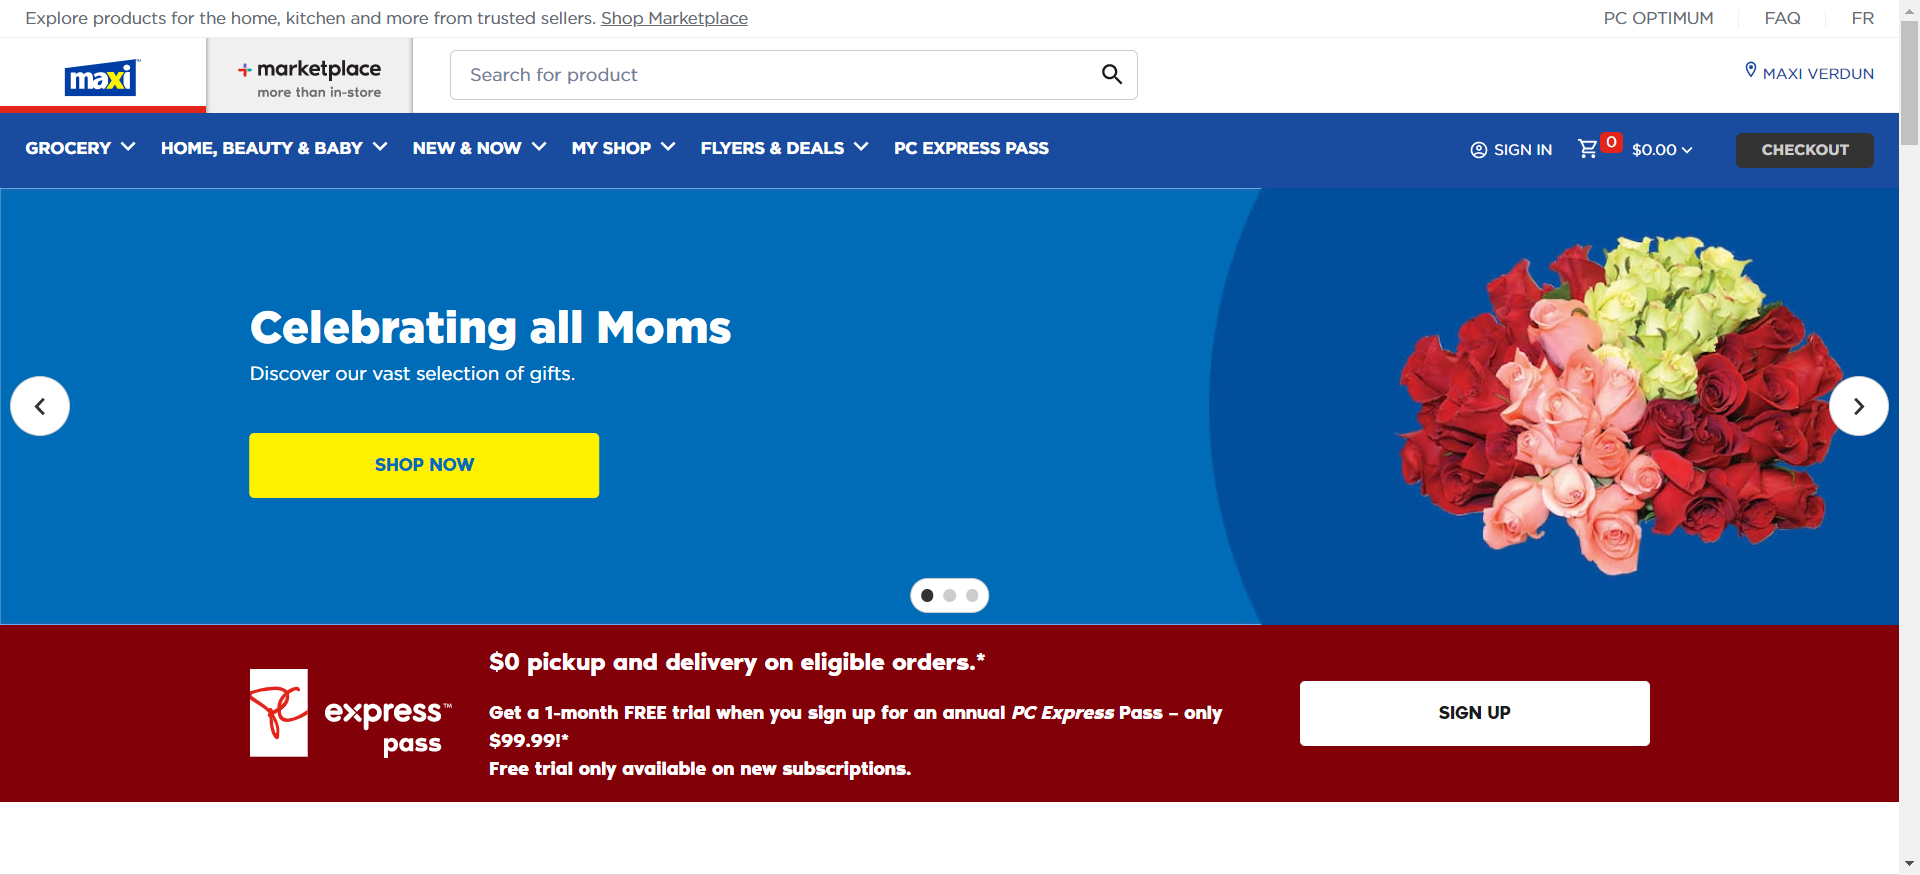 Explore products for the home, kitchen and more from trusted sellers. Shop Marketplace
PC OPTIMUM
FAQ
FR
maxi
marketplace
more than in-store
Search for product
MAXI VERDUN
GROCERY
HOME, BEAUTY & BABY
NEW & NOW
MY SHOP
FLYERS & DEALS
PC EXPRESS PASS
SIGN IN
0
$0.00
CHECKOUT
Celebrating all Moms
Discover our vast selection of gifts.
SHOP NOW
PC
express™
pass
$0 pickup and delivery on eligible orders.*
Get a 1-month FREE trial when you sign up for an annual PC Express Pass – only
$99.99!*
Free trial only available on new subscriptions.
SIGN UP